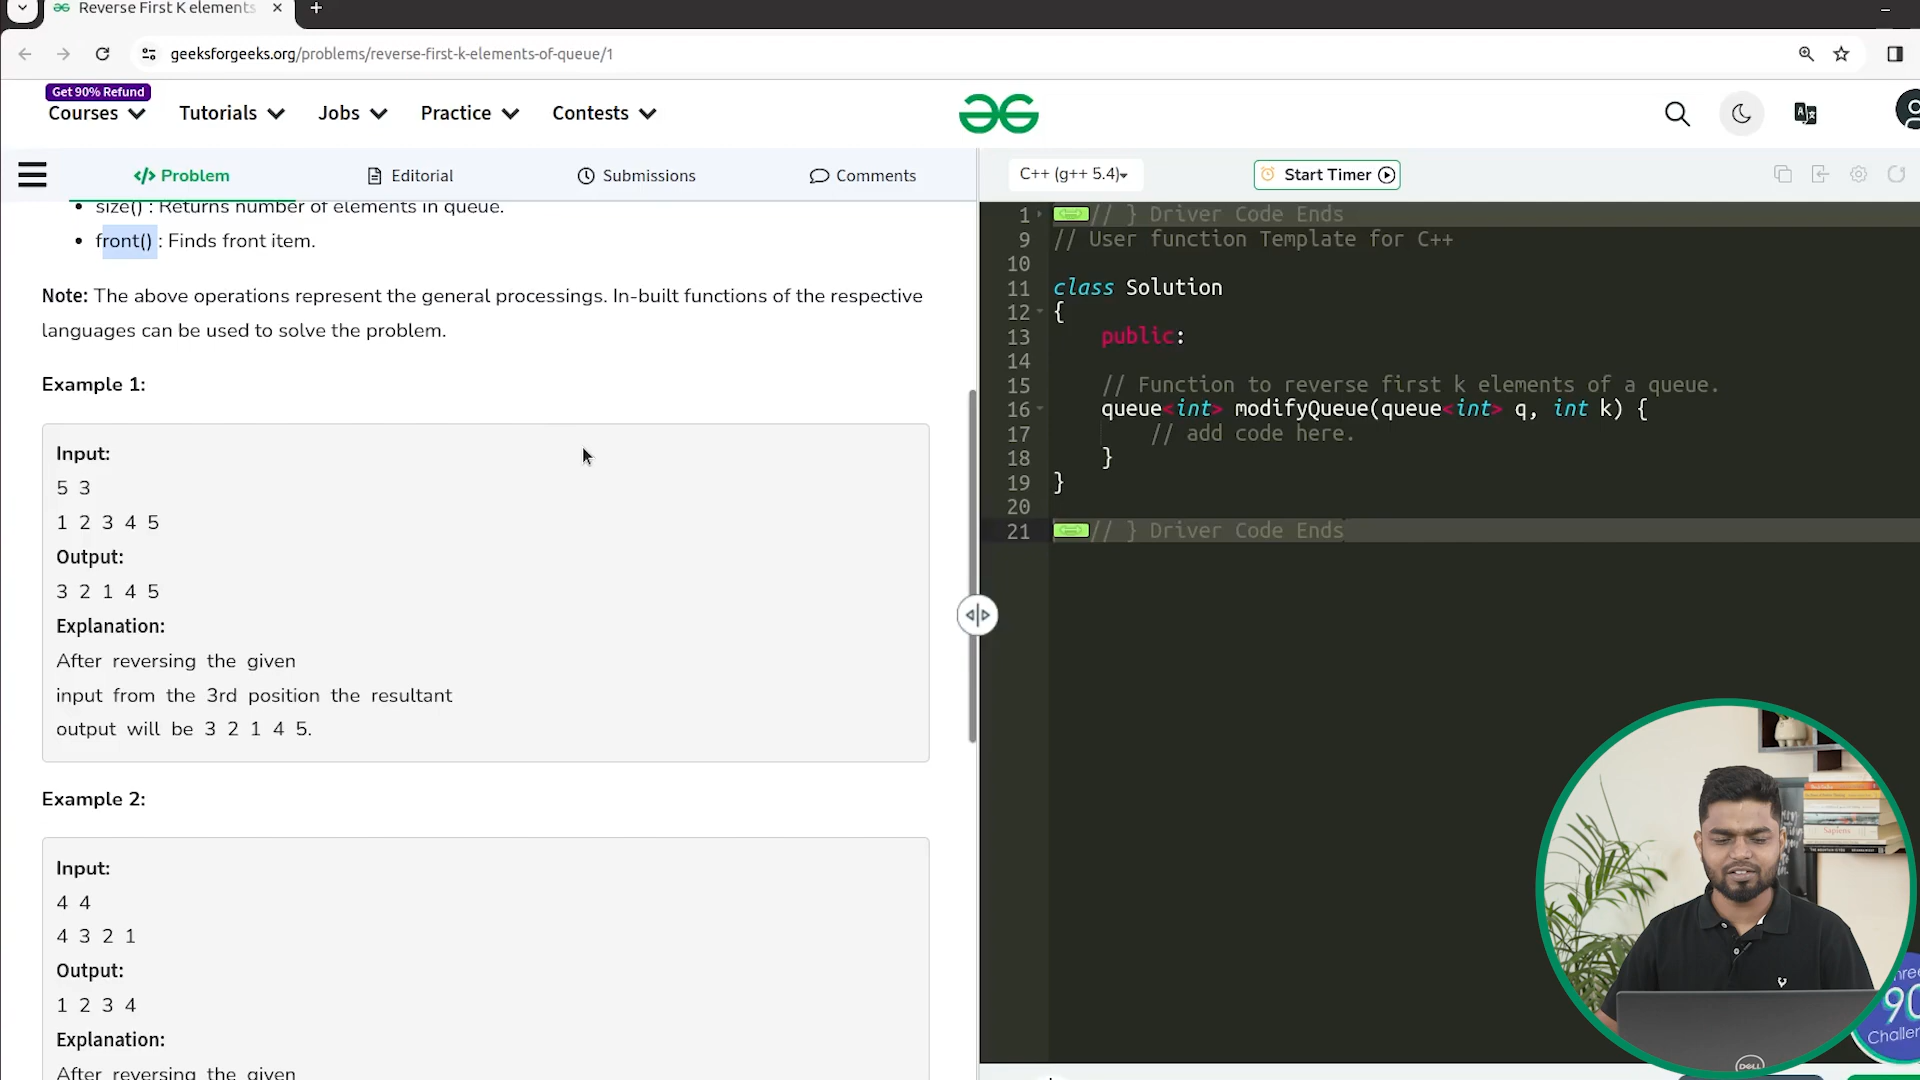 Reverse First K elements
geeksforgeeks.org/problems/reverse-first-k-elements-of-queue/1
Get 90% Refund
Courses
Tutorials
Jobs
Practice
Contests
Problem
Editorial
Submissions
Comments
C++ (g++ 5.4)
Start Timer
size() : Returns number of elements in queue.
front() : Finds front item.
Note: The above operations represent the general processings. In-built functions of the respective
languages can be used to solve the problem.
Example 1:
Input:
5 3
1 2 3 4 5
Output:
3 2 1 4 5
Explanation:
After reversing the given
input from the 3rd position the resultant
output will be 3 2 1 4 5.
Example 2:
Input:
4 4
4 3 2 1
Output:
1 2 3 4
Explanation:
After reversing the given
1 // } Driver Code Ends
9 // User function Template for C++
10
11 class Solution
12 {
13 public:
14
15 // Function to reverse first k elements of a queue.
16 queue<int> modifyQueue(queue<int> q, int k) {
17 // add code here.
18 }
19 }
20
21 // } Driver Code Ends
Sapiens
DELL
90